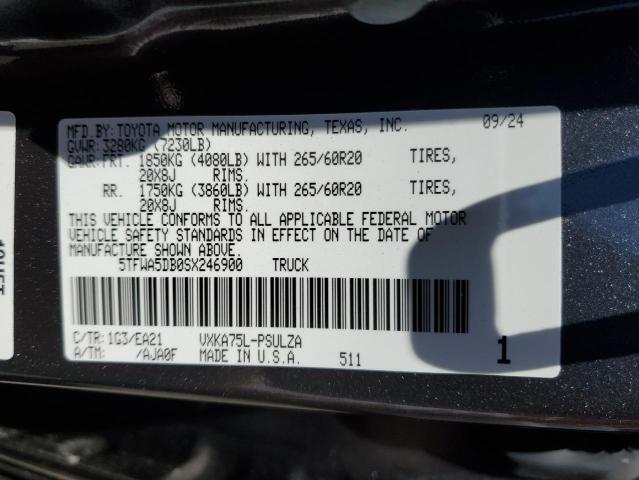 MFD.BY:TOYOTA MOTOR MANUFACTURING, TEXAS, INC. 09/24
GVWR: 3280KG (7230LB)
GAWR:FRT. 1850KG (4080LB) WITH 265/60R20 TIRES,
20X8J RIMS.
RR. 1750KG (3860LB) WITH 265/60R20 TIRES,
20X8J RIMS.
THIS VEHICLE CONFORMS TO ALL APPLICABLE FEDERAL MOTOR
VEHICLE SAFETY STANDARDS IN EFFECT ON THE DATE OF
MANUFACTURE SHOWN ABOVE.
5TFWA5DB0SX246900 TRUCK
C/TR:1G3/EA21 VXKA75L-PSULZA
A/TM: /AJA0F MADE IN U.S.A. 511 1